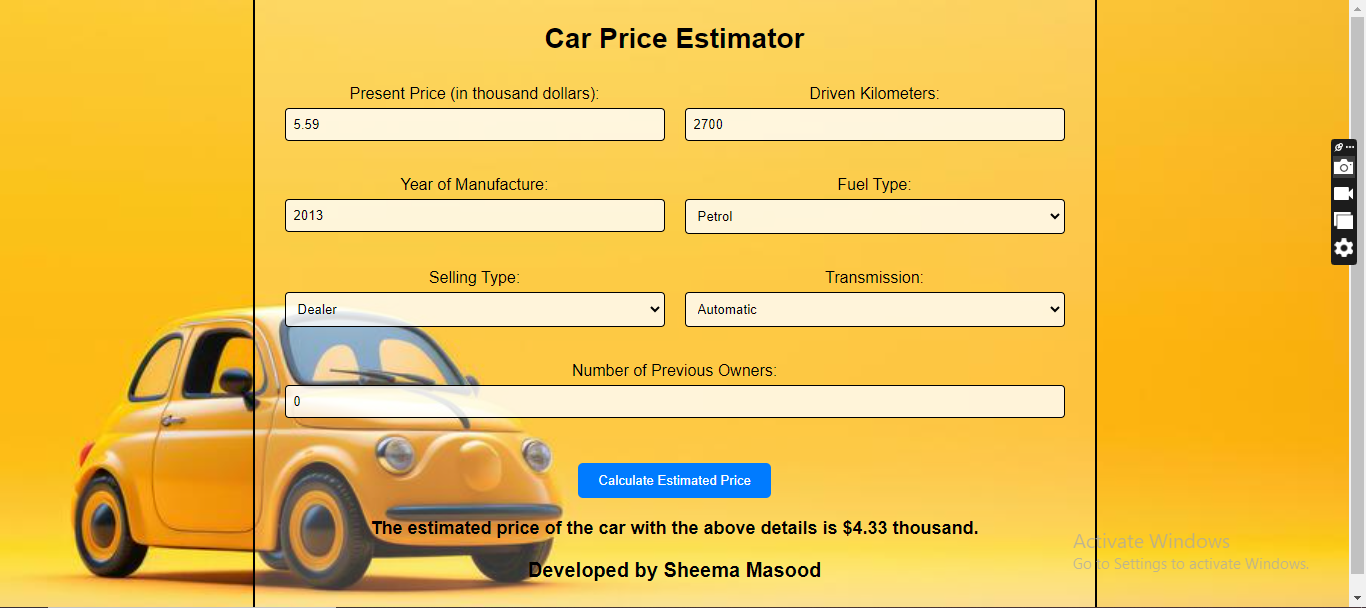 Car Price Estimator
Present Price (in thousand dollars):
Driven Kilometers:
5.59
2700
Year of Manufacture:
Fuel Type:
2013
Petrol
Selling Type:
Transmission:
Dealer
Automatic
Number of Previous Owners:
0
Calculate Estimated Price
The estimated price of the car with the above details is $4.33 thousand.
Activate Windows
Go to Settings to activate Windows.
Developed by Sheema Masood